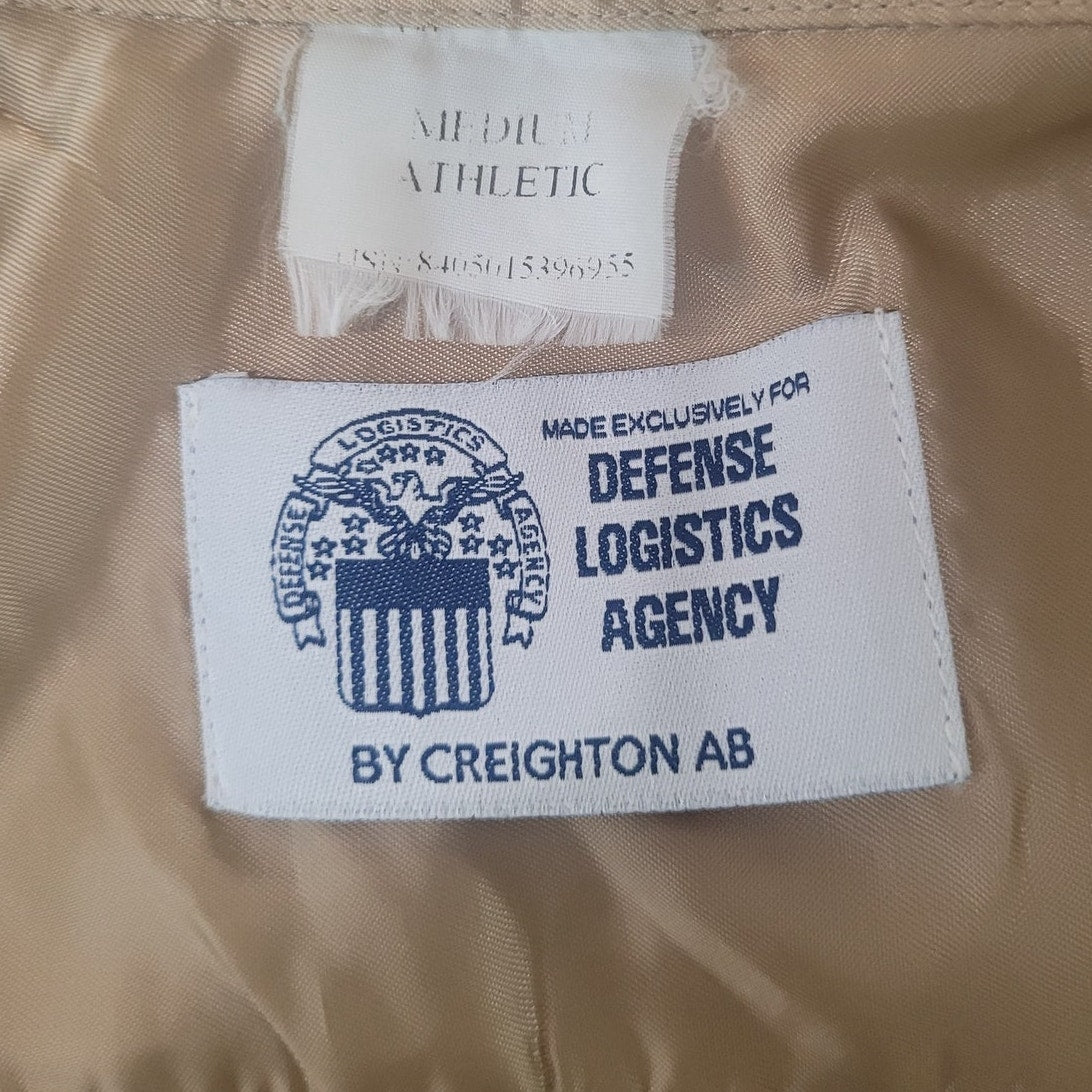 MEDIUM
ATHLETIC
MADE EXCLUSIVELY FOR
DEFENSE
LOGISTICS
AGENCY
DEFENSE LOGISTICS AGENCY
BY CREIGHTON AB